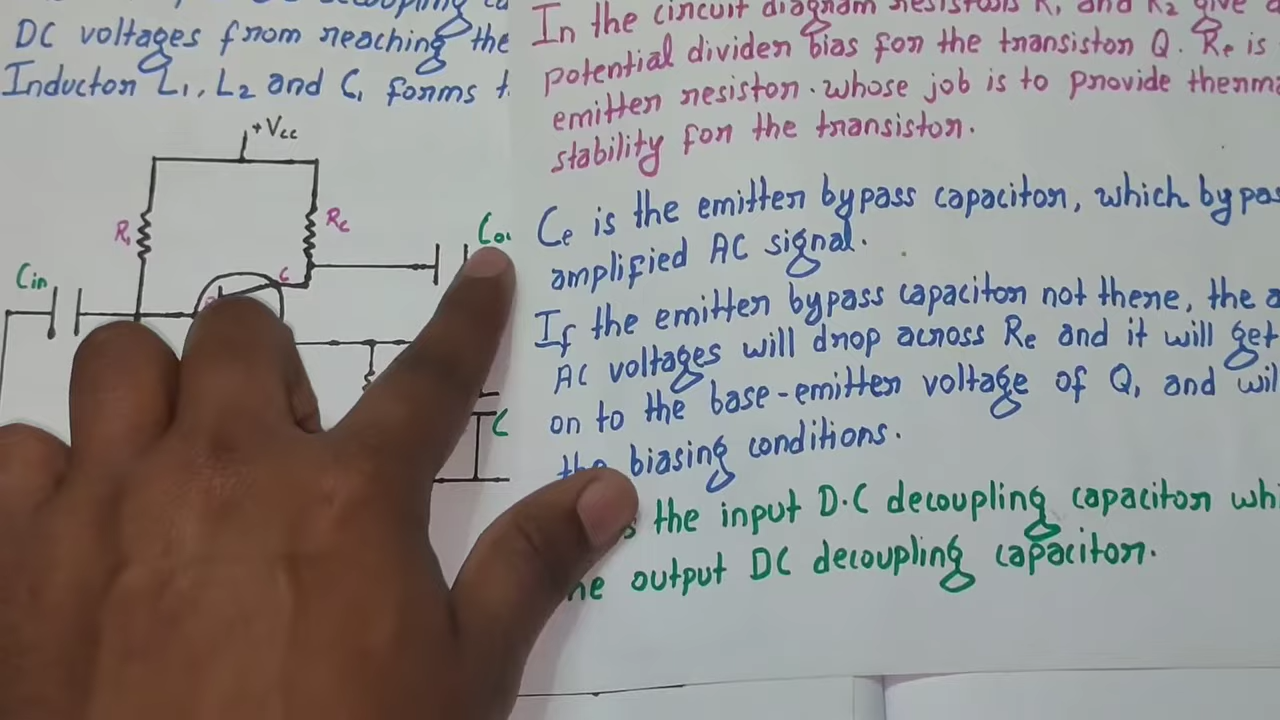 DC voltages from reaching the
Inductor L1, L2 and C1 forms
+Vcc
R1
Rc
Cin
C
C
In the circuit diagram resistors R1 and R2 give
potential divider bias for the transistor Q. Re is
emitter resistor. whose job is to provide
stability for the transistor.
Ce is the emitter bypass capacitor, which
amplified AC signal.
If the emitter bypass capacitor not there, the
AC voltages will drop across Re and it will get
on to the base-emitter voltage of Q, and
the biasing conditions.
the input D.C decoupling capacitor
output DC decoupling capacitor.